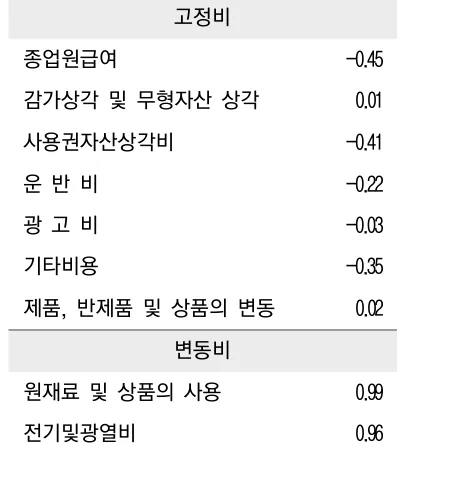 고정비
종업원급여 -0.45
감가상각 및 무형자산 상각 0.01
사용권자산상각비 -0.41
운 반 비 -0.22
광 고 비 -0.03
기타비용 -0.35
제품, 반제품 및 상품의 변동 0.02
변동비
원재료 및 상품의 사용 0.99
전기및광열비 0.96